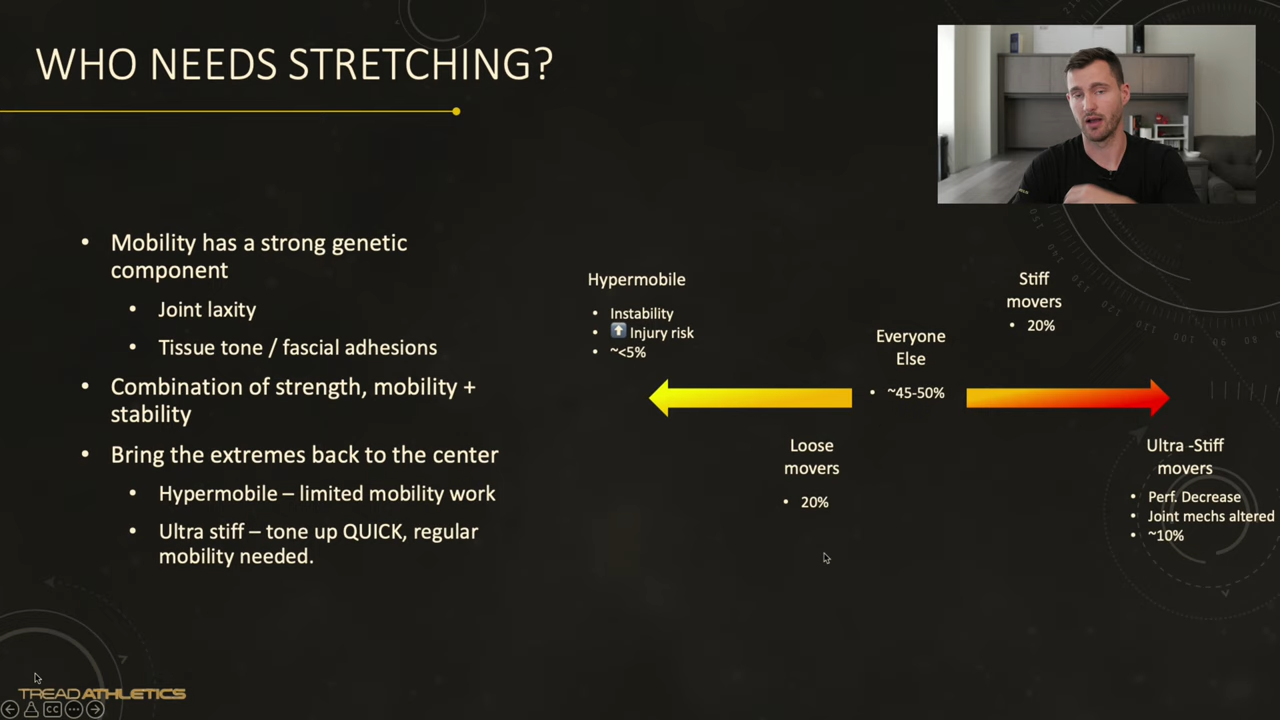 WHO NEEDS STRETCHING?
• Mobility has a strong genetic
component
• Joint laxity
• Tissue tone / fascial adhesions
• Combination of strength, mobility +
stability
• Bring the extremes back to the center
• Hypermobile – limited mobility work
• Ultra stiff – tone up QUICK, regular
mobility needed.
Hypermobile
• Instability
• ⬆ Injury risk
• ~<5%
Loose
movers
• 20%
Everyone
Else
• ~45-50%
Stiff
movers
• 20%
Ultra -Stiff
movers
• Perf. Decrease
• Joint mechs altered
• ~10%
TREADATHLETICS
CC